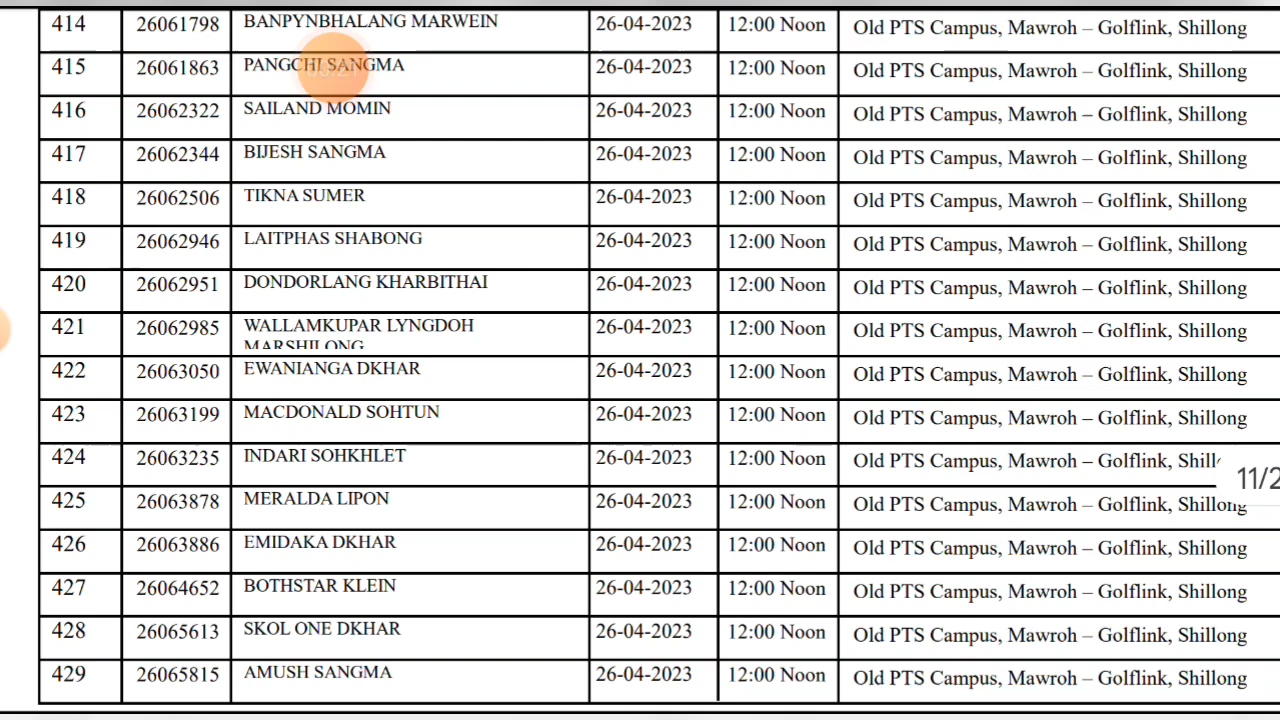 414 26061798 BANPYNBHALANG MARWEIN 26-04-2023 12:00 Noon Old PTS Campus, Mawroh – Golflink, Shillong
415 26061863 PANGCHI SANGMA 26-04-2023 12:00 Noon Old PTS Campus, Mawroh – Golflink, Shillong
416 26062322 SAILAND MOMIN 26-04-2023 12:00 Noon Old PTS Campus, Mawroh – Golflink, Shillong
417 26062344 BIJESH SANGMA 26-04-2023 12:00 Noon Old PTS Campus, Mawroh – Golflink, Shillong
418 26062506 TIKNA SUMER 26-04-2023 12:00 Noon Old PTS Campus, Mawroh – Golflink, Shillong
419 26062946 LAITPHAS SHABONG 26-04-2023 12:00 Noon Old PTS Campus, Mawroh – Golflink, Shillong
420 26062951 DONDORLANG KHARBITHAI 26-04-2023 12:00 Noon Old PTS Campus, Mawroh – Golflink, Shillong
421 26062985 WALLAMKUPAR LYNGDOH 26-04-2023 12:00 Noon Old PTS Campus, Mawroh – Golflink, Shillong
MARSHILONG
422 26063050 EWANIANGA DKHAR 26-04-2023 12:00 Noon Old PTS Campus, Mawroh – Golflink, Shillong
423 26063199 MACDONALD SOHTUN 26-04-2023 12:00 Noon Old PTS Campus, Mawroh – Golflink, Shillong
424 26063235 INDARI SOHKHLET 26-04-2023 12:00 Noon Old PTS Campus, Mawroh – Golflink, Shill
11/2
425 26063878 MERALDA LIPON 26-04-2023 12:00 Noon Old PTS Campus, Mawroh – Golflink, Shillong
426 26063886 EMIDAKA DKHAR 26-04-2023 12:00 Noon Old PTS Campus, Mawroh – Golflink, Shillong
427 26064652 BOTHSTAR KLEIN 26-04-2023 12:00 Noon Old PTS Campus, Mawroh – Golflink, Shillong
428 26065613 SKOL ONE DKHAR 26-04-2023 12:00 Noon Old PTS Campus, Mawroh – Golflink, Shillong
429 26065815 AMUSH SANGMA 26-04-2023 12:00 Noon Old PTS Campus, Mawroh – Golflink, Shillong